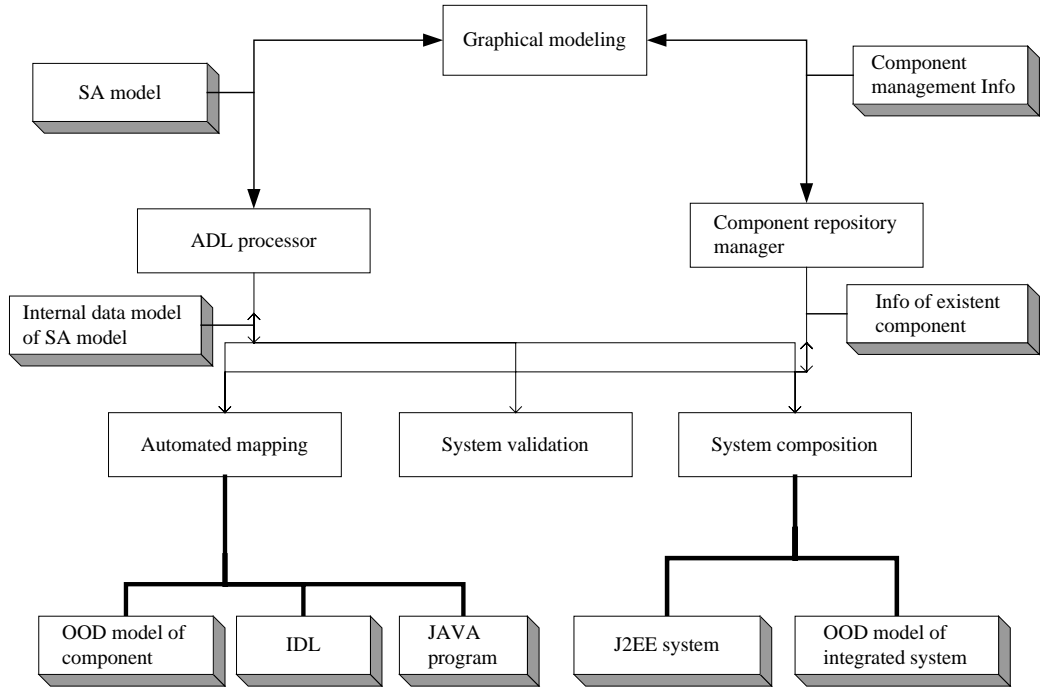 Graphical modeling
SA model
Component
management Info
ADL processor
Component repository
manager
Internal data model
of SA model
Info of existent
component
Automated mapping
System validation
System composition
OOD model of
component
IDL
JAVA
program
J2EE system
OOD model of
integrated system